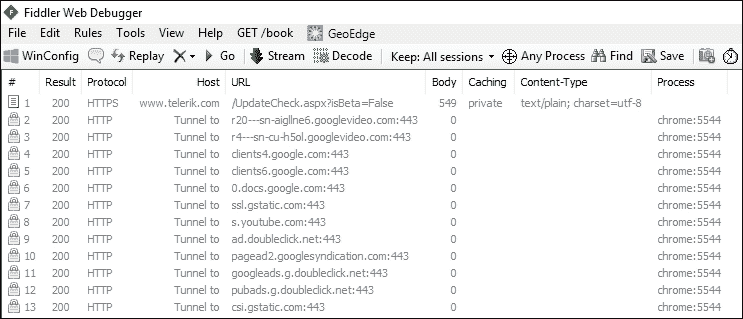 Fiddler Web Debugger
File Edit Rules Tools View Help GET /book GeoEdge
WinConfig Replay Go Stream Decode Keep: All sessions Any Process Find Save
# Result Protocol Host URL Body Caching Content-Type Process
1 200 HTTPS www.telerik.com /UpdateCheck.aspx?isBeta=False 549 private text/plain; charset=utf-8
2 200 HTTP Tunnel to r20---sn-aigllne6.googlevideo.com:443 0 chrome:5544
3 200 HTTP Tunnel to r4---sn-cu-h5ol.googlevideo.com:443 0 chrome:5544
4 200 HTTP Tunnel to clients4.google.com:443 0 chrome:5544
5 200 HTTP Tunnel to clients6.google.com:443 0 chrome:5544
6 200 HTTP Tunnel to 0.docs.google.com:443 0 chrome:5544
7 200 HTTP Tunnel to ssl.gstatic.com:443 0 chrome:5544
8 200 HTTP Tunnel to s.youtube.com:443 0 chrome:5544
9 200 HTTP Tunnel to ad.doubleclick.net:443 0 chrome:5544
10 200 HTTP Tunnel to pagead2.googlesyndication.com:443 0 chrome:5544
11 200 HTTP Tunnel to googleads.g.doubleclick.net:443 0 chrome:5544
12 200 HTTP Tunnel to pubads.g.doubleclick.net:443 0 chrome:5544
13 200 HTTP Tunnel to csi.gstatic.com:443 0 chrome:5544